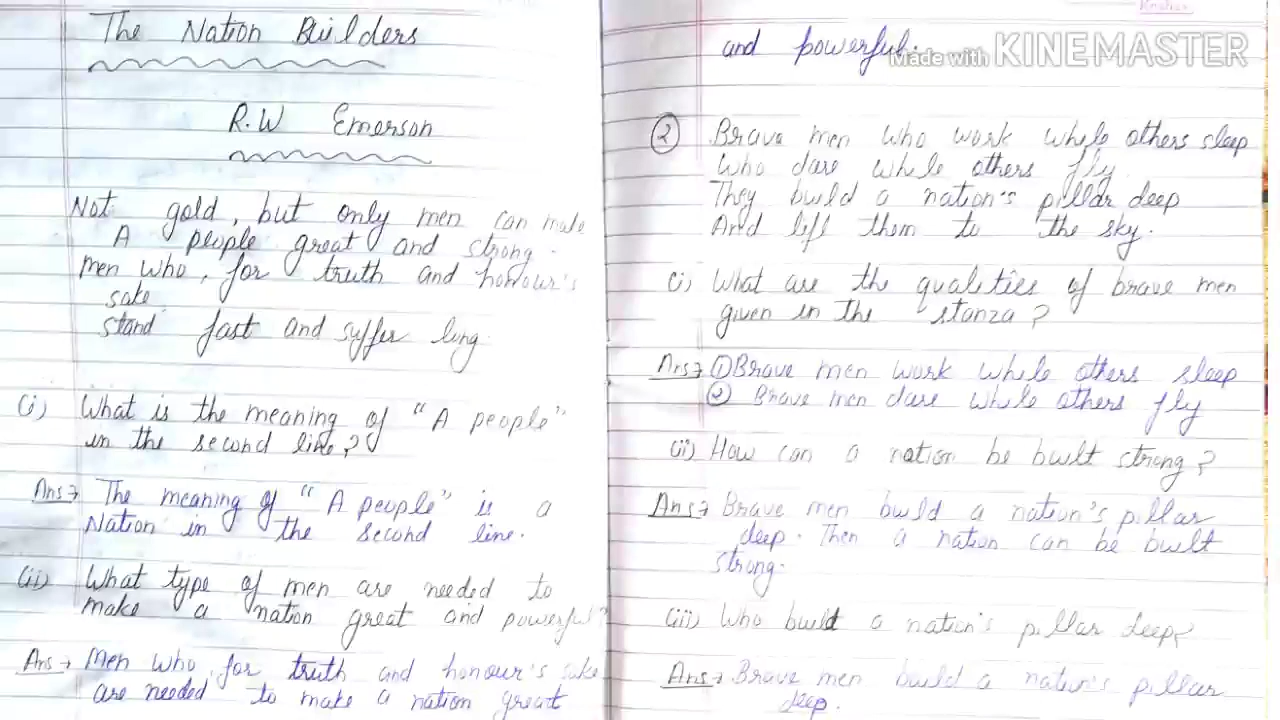 The Nation Builders
R.W Emerson
Not gold, but only men can make
A people great and strong.
Men who, for truth and honour's
sake
stand fast and suffer long.
(i) What is the meaning of "A people"
in the second line?
Ans→ The meaning of "A people" is a
Nation in the second line.
(ii) What type of men are needed to
make a nation great and powerful?
Ans→ Men who, for truth and honour's sake
are needed to make a nation great
and powerful.
Made with KINEMASTER
② Brave men who work while others sleep
Who dare while others fly
They build a nation's pillar deep
And lift them to the sky.
(i) What are the qualities of brave men
given in the stanza?
Ans→ ① Brave men work while others sleep
② Brave men dare while others fly
(ii) How can a nation be built strong?
Ans→ Brave men build a nation's pillar
deep. Then a nation can be built
strong.
(iii) Who build a nation's pillar deep?
Ans→ Brave men build a nation's pillar
deep.